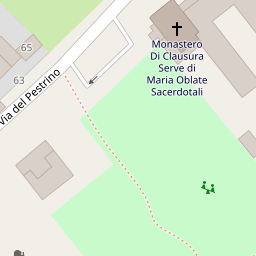 65
Monastero
Di Clausura
Serve di
Maria Oblate
Sacerdotali
63
Via del Pestrino